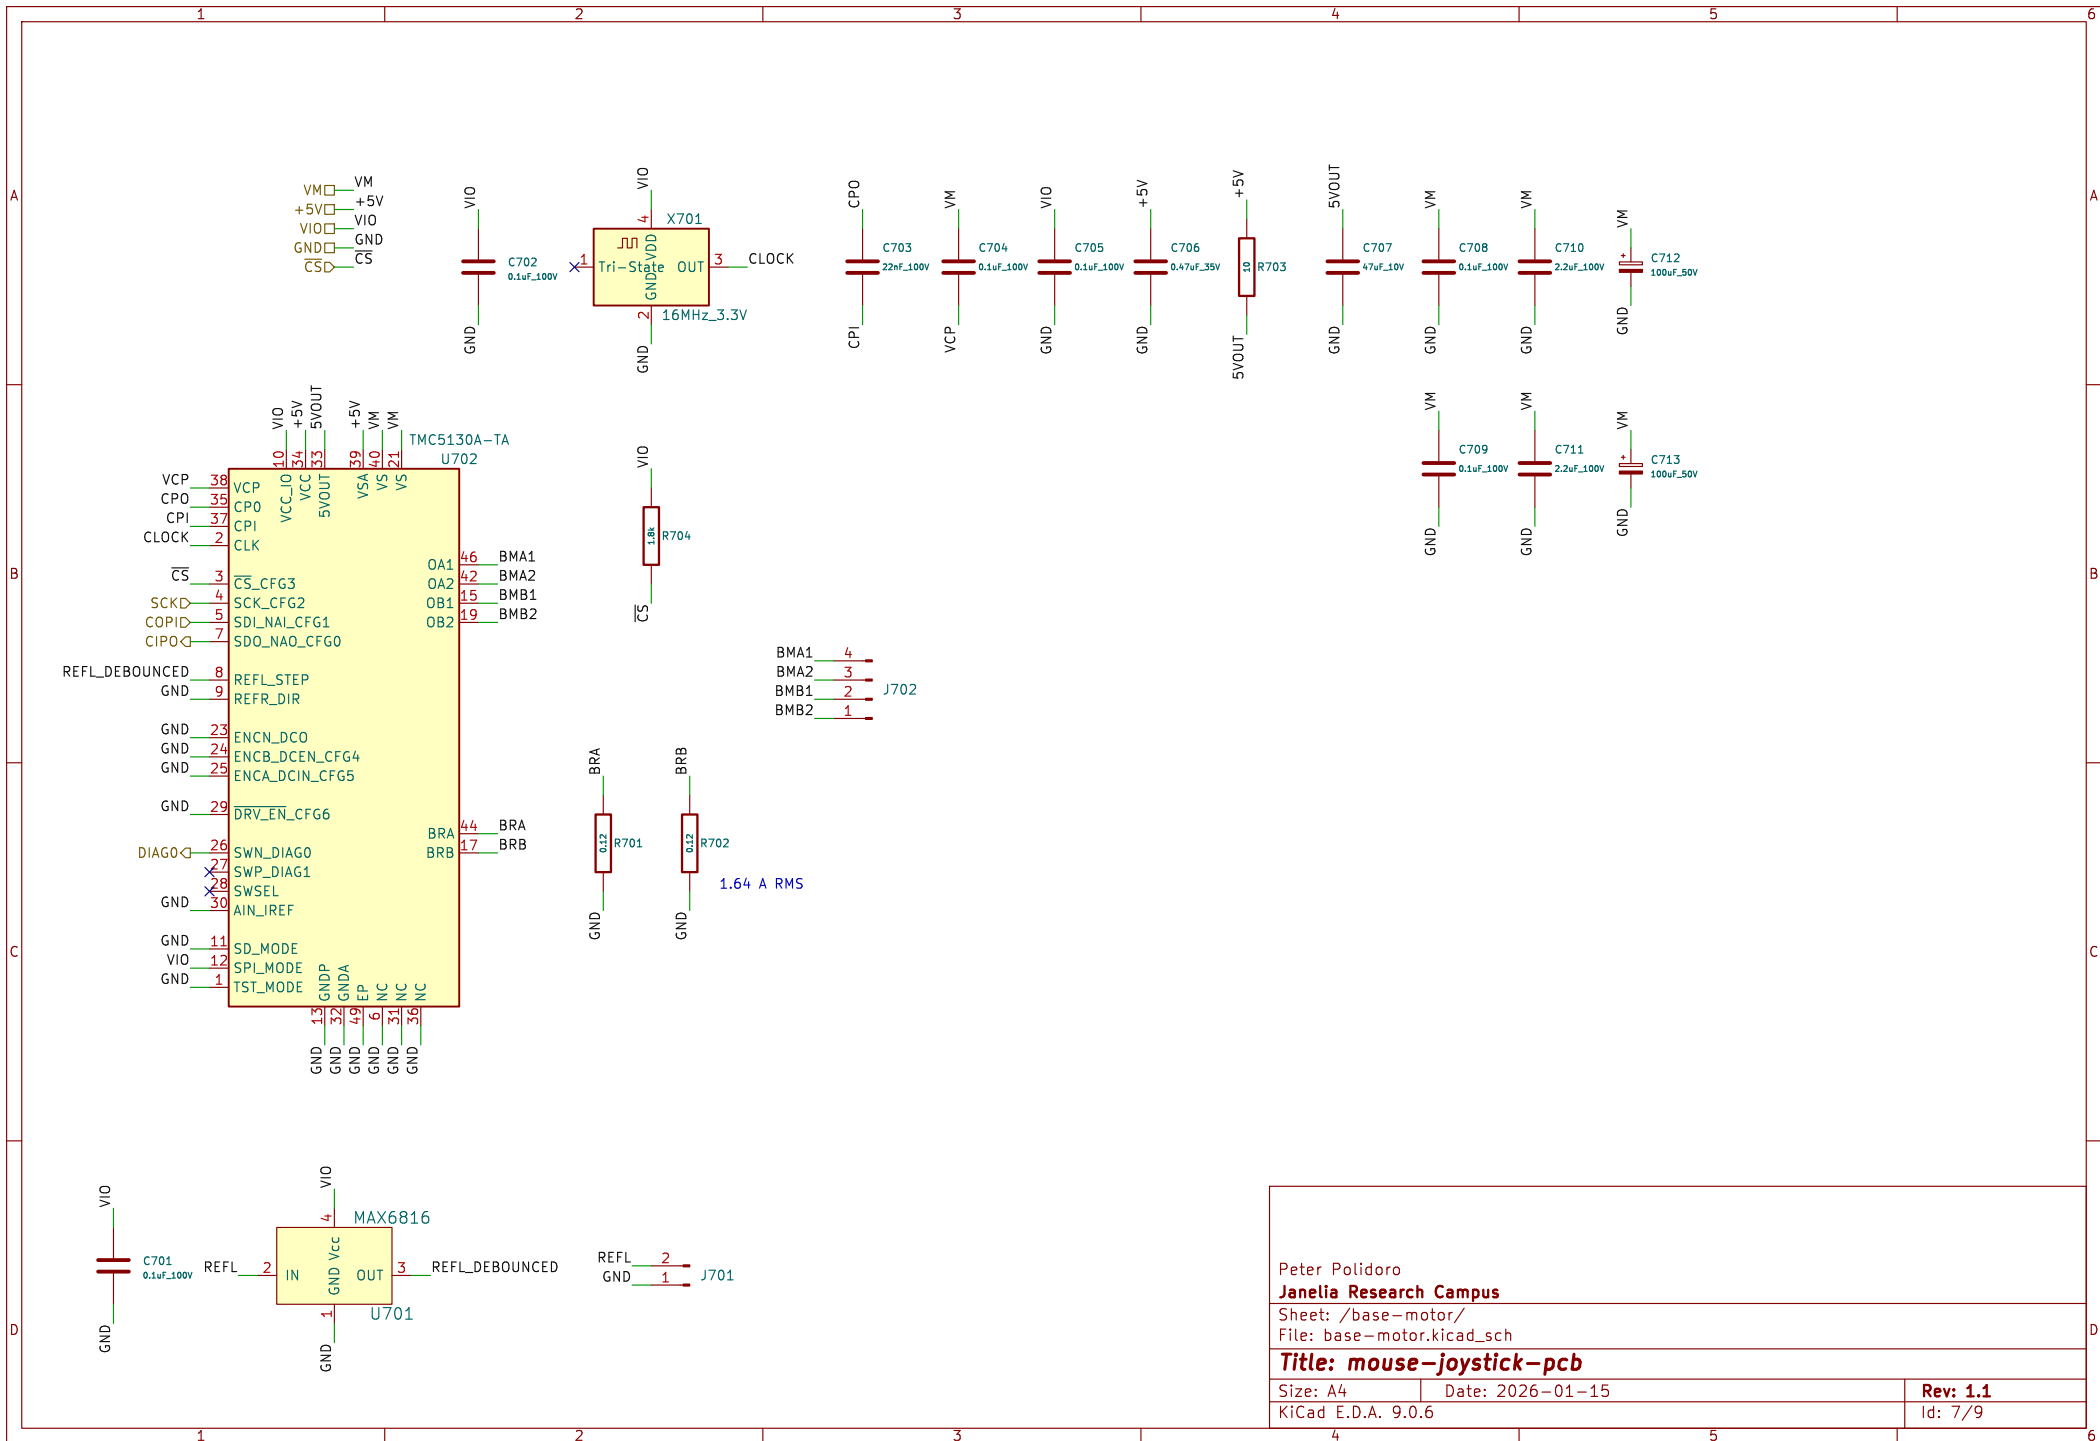 1 2 3 4 5 6
A A
VM VM
+5V +5V
VIO VIO
GND GND
CS CS
VIO
C702
0.1uF_100V
GND
VIO
4
X701
VDD
1 Tri-State OUT 3 CLOCK
GND
2
16MHz_3.3V
GND
CPO
C703
22nF_100V
CPI
VM
C704
0.1uF_100V
VCP
VIO
C705
0.1uF_100V
GND
+5V
C706
0.47uF_35V
GND
+5V
10
R703
5VOUT
5VOUT
C707
47uF_10V
GND
VM
C708
0.1uF_100V
GND
VM
C710
2.2uF_100V
GND
VM
+
C712
100uF_50V
GND
VM
C709
0.1uF_100V
GND
VM
C711
2.2uF_100V
GND
VM
+
C713
100uF_50V
GND
B B
VIO +5V 5VOUT +5V VM VM
TMC5130A-TA
U702
10 34 33 39 40 21
VCC_IO VCC 5VOUT VSA VS VS
VCP 38 VCP
CPO 35 CP0
CPI 37 CPI
CLOCK 2 CLK
CS 3 CS_CFG3
SCK 4 SCK_CFG2
COPI 5 SDI_NAI_CFG1
CIPO 7 SDO_NAO_CFG0
REFL_DEBOUNCED 8 REFL_STEP
GND 9 REFR_DIR
GND 23 ENCN_DCO
GND 24 ENCB_DCEN_CFG4
GND 25 ENCA_DCIN_CFG5
GND 29 DRV_EN_CFG6
DIAG0 26 SWN_DIAG0
27 SWP_DIAG1
28 SWSEL
GND 30 AIN_IREF
GND 11 SD_MODE
VIO 12 SPI_MODE
GND 1 TST_MODE
OA1 46 BMA1
OA2 42 BMA2
OB1 15 BMB1
OB2 19 BMB2
BRA 44 BRA
BRB 17 BRB
GNDP GNDA EP NC NC NC
13 32 49 6 31 36
GND GND GND GND GND GND
VIO
1.8k
R704
CS
BMA1 4
BMA2 3
BMB1 2
BMB2 1
J702
BRA
0.12
R701
GND
BRB
0.12
R702
GND
1.64 A RMS
C C
VIO
C701
0.1uF_100V
GND
VIO
4
MAX6816
Vcc
REFL 2 IN OUT 3 REFL_DEBOUNCED
GND
1
U701
GND
REFL 2
GND 1
J701
D D
Peter Polidoro
Janelia Research Campus
Sheet: /base-motor/
File: base-motor.kicad_sch
Title: mouse-joystick-pcb
Size: A4 Date: 2026-01-15 Rev: 1.1
KiCad E.D.A. 9.0.6 Id: 7/9
1 2 3 4 5 6